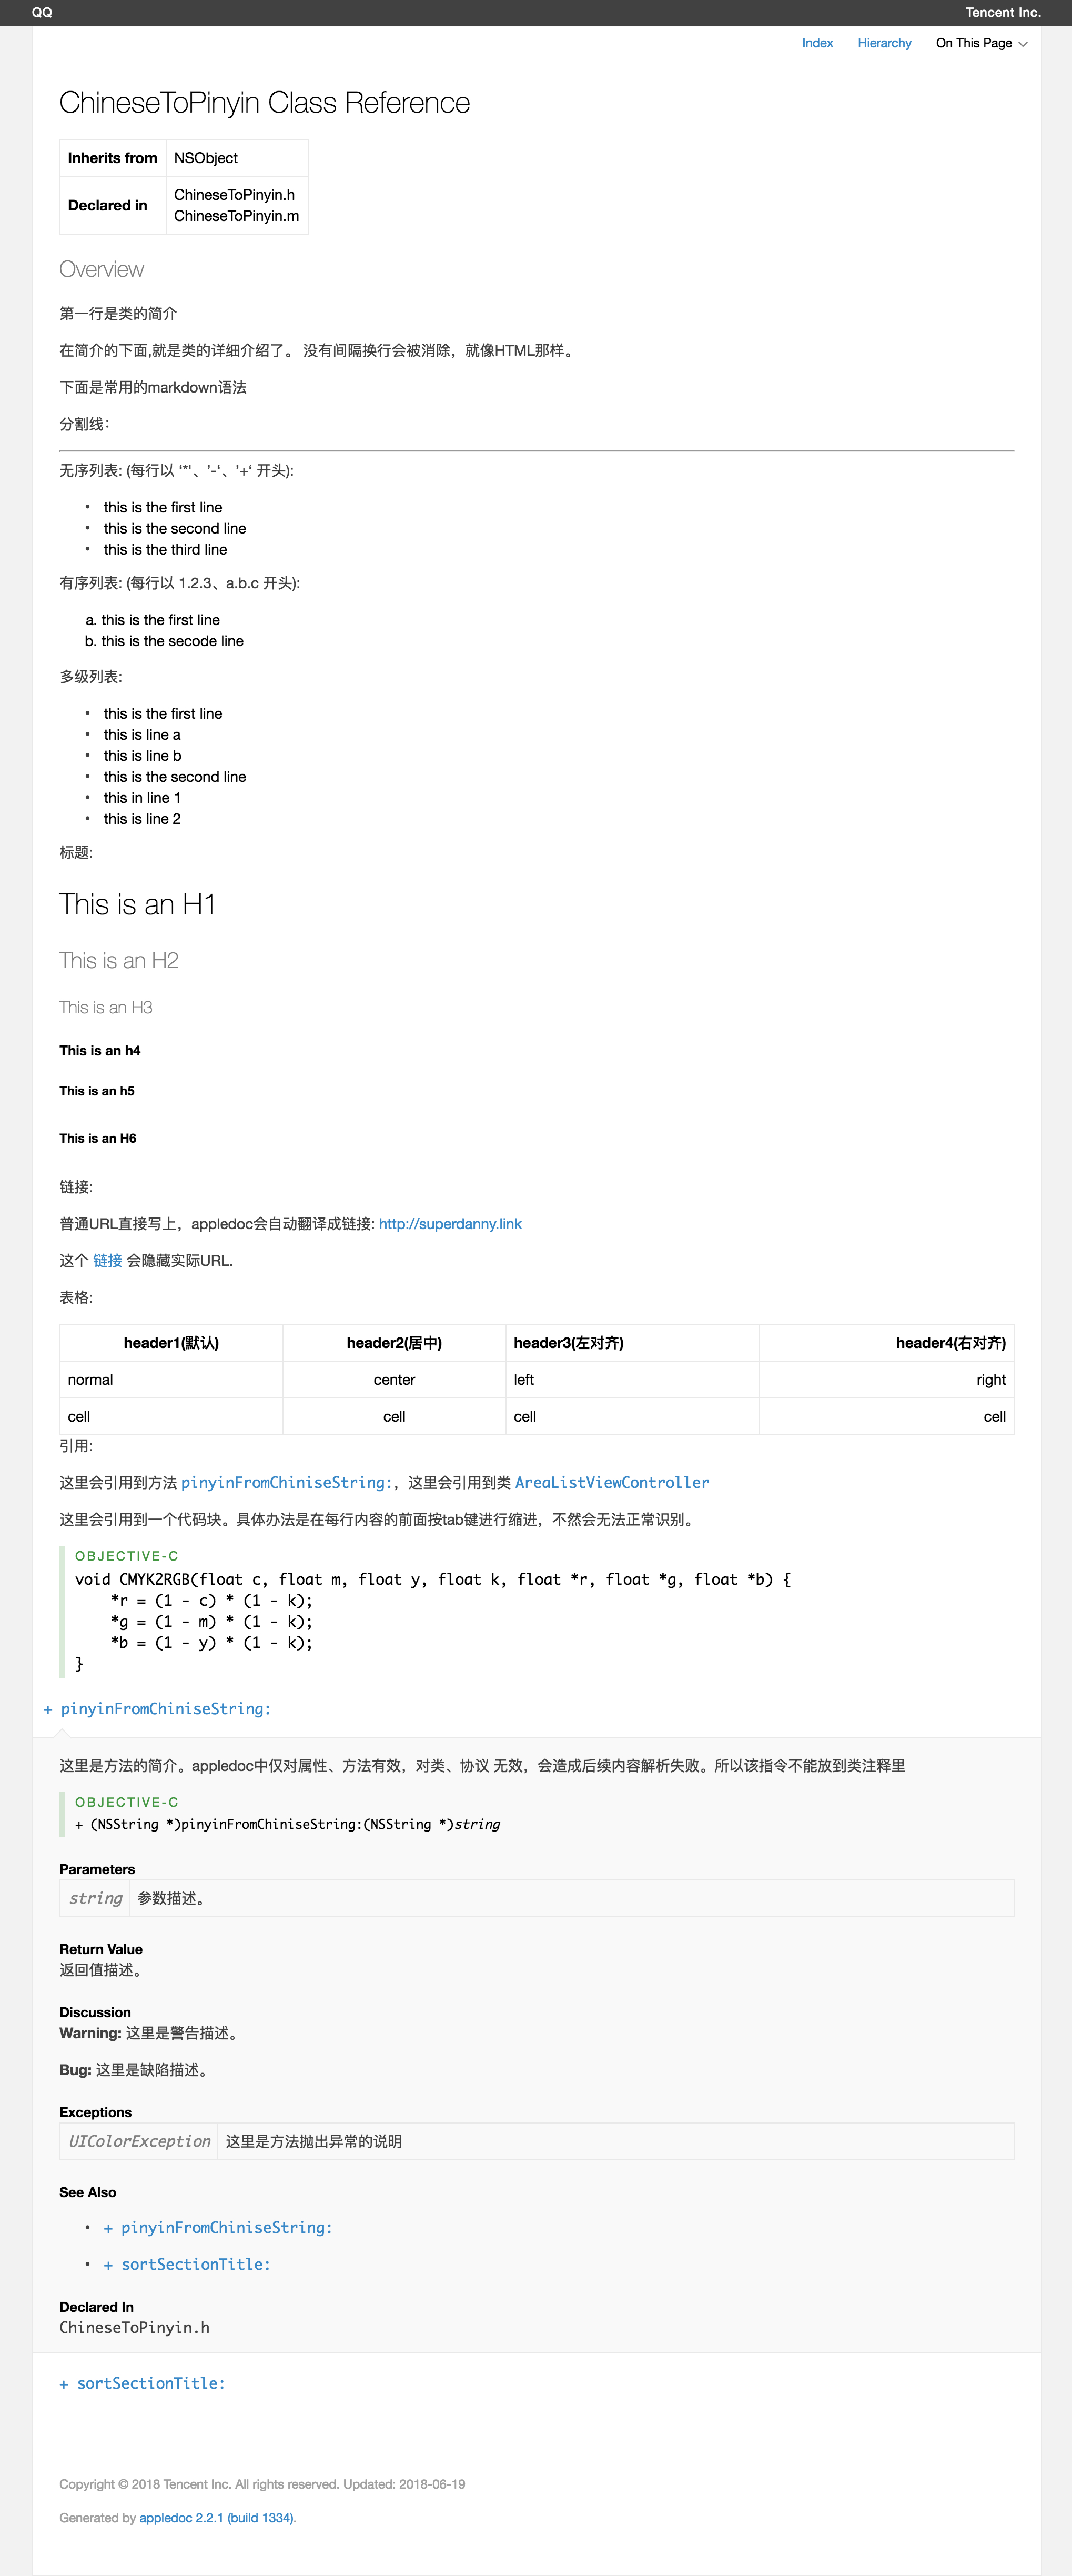 QQ
Tencent Inc.
Index
Hierarchy
On This Page
ChineseToPinyin Class Reference
Inherits from
NSObject
Declared in
ChineseToPinyin.h
ChineseToPinyin.m
Overview
第一行是类的简介
在简介的下面,就是类的详细介绍了。 没有间隔换行会被消除，就像HTML那样。
下面是常用的markdown语法
分割线：
无序列表: (每行以 ‘*'、’-‘、’+‘ 开头):
• this is the first line
• this is the second line
• this is the third line
有序列表: (每行以 1.2.3、a.b.c 开头):
a. this is the first line
b. this is the secode line
多级列表:
• this is the first line
• this is line a
• this is line b
• this is the second line
• this in line 1
• this is line 2
标题:
This is an H1
This is an H2
This is an H3
This is an h4
This is an h5
This is an H6
链接:
普通URL直接写上，appledoc会自动翻译成链接: http://superdanny.link
这个 链接 会隐藏实际URL.
表格:
header1(默认) header2(居中) header3(左对齐) header4(右对齐)
normal center left right
cell cell cell cell
引用:
这里会引用到方法 pinyinFromChiniseString:，这里会引用到类 AreaListViewController
这里会引用到一个代码块。具体办法是在每行内容的前面按tab键进行缩进，不然会无法正常识别。
OBJECTIVE-C
void CMYK2RGB(float c, float m, float y, float k, float *r, float *g, float *b) {
    *r = (1 - c) * (1 - k);
    *g = (1 - m) * (1 - k);
    *b = (1 - y) * (1 - k);
}
+ pinyinFromChiniseString:
这里是方法的简介。appledoc中仅对属性、方法有效，对类、协议 无效，会造成后续内容解析失败。所以该指令不能放到类注释里
OBJECTIVE-C
+ (NSString *)pinyinFromChiniseString:(NSString *)string
Parameters
string 参数描述。
Return Value
返回值描述。
Discussion
Warning: 这里是警告描述。
Bug: 这里是缺陷描述。
Exceptions
UIColorException 这里是方法抛出异常的说明
See Also
• + pinyinFromChiniseString:
• + sortSectionTitle:
Declared In
ChineseToPinyin.h
+ sortSectionTitle:
Copyright © 2018 Tencent Inc. All rights reserved. Updated: 2018-06-19
Generated by appledoc 2.2.1 (build 1334).